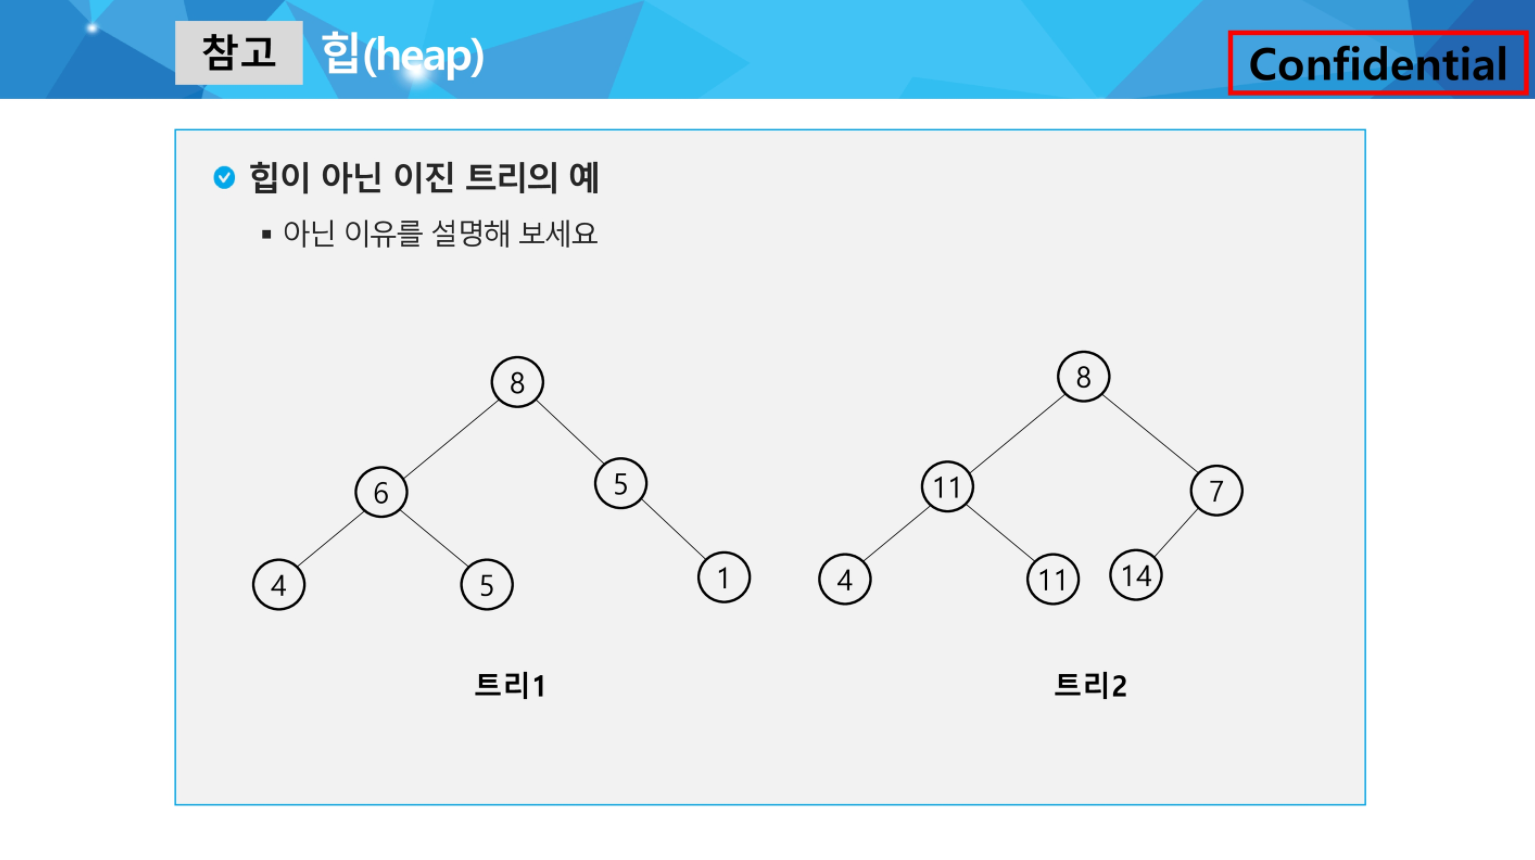 참고 힙(heap)
Confidential
힙이 아닌 이진 트리의 예
▪ 아닌 이유를 설명해 보세요
8
6 5
4 5 1
트리1
8
11 7
4 11 14
트리2